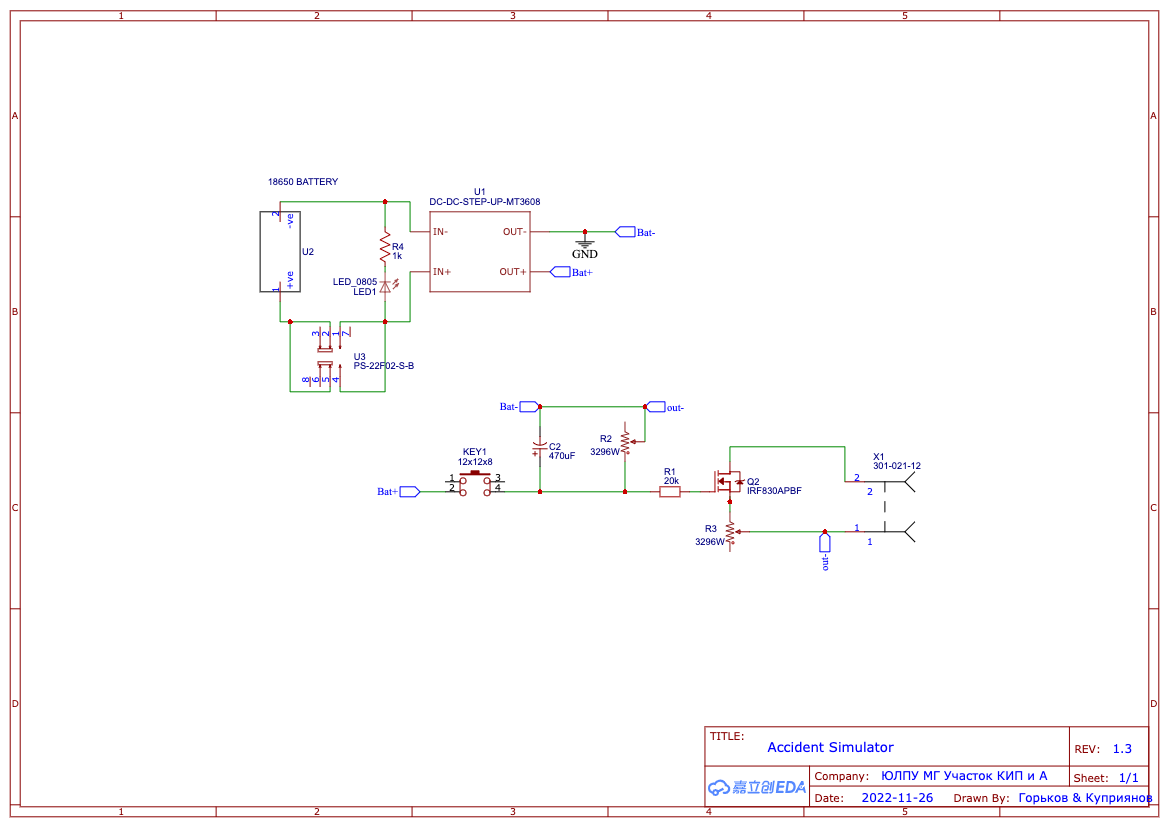 1 2 3 4 5
A A
18650 BATTERY
U1
DC-DC-STEP-UP-MT3608
2
-ve
IN- OUT-
Bat-
U2
R4
1k
GND
+ve
1
IN+ OUT+
Bat+
LED_0805
LED1
B B
3 2 1 7
U3
PS-22F02-S-B
8 6 5 4
Bat- out-
R2
3296W
C2
470uF
KEY1
12x12x8
1 3
2 4
Bat+
R1
20k
Q2
IRF830APBF
X1
301-021-12
2
2
C C
R3
3296W
1
1
out-
D D
TITLE:
Accident Simulator
REV: 1.3
嘉立创EDA
Company: ЮЛПУ МГ Участок КИП и А
Sheet: 1/1
Date: 2022-11-26 Drawn By: Горьков & Куприянов
1 2 3 4 5